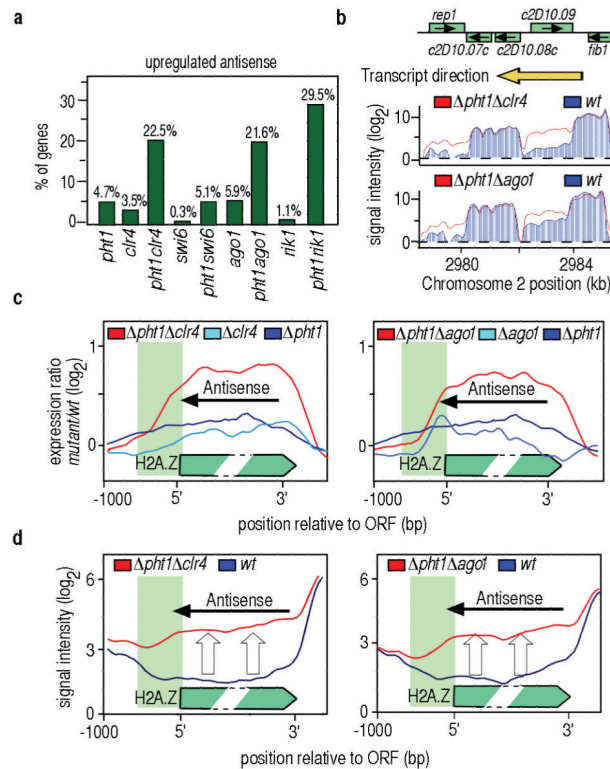 a
upregulated antisense
% of genes
30
20
10
0
4.7%
3.5%
22.5%
0.3%
5.1%
5.9%
21.6%
1.1%
29.5%
pht1
clr4
pht1clr4
swi6
pht1swi6
ago1
pht1ago1
rik1
pht1rik1
b
rep1
c2D10.09
c2D10.07c
c2D10.08c
fib1
Transcript direction
signal intensity (log2)
Δpht1Δclr4
wt
10
5
0
Δpht1Δago1
wt
10
5
0
2980
2984
Chromosome 2 position (kb)
c
expression ratio
mutant/wt (log2)
1
0
Δpht1Δclr4
Δclr4
Δpht1
Antisense
H2A.Z
-1000
5'
3'
1
0
Δpht1Δago1
Δago1
Δpht1
Antisense
H2A.Z
-1000
5'
3'
position relative to ORF (bp)
d
signal intensity (log2)
6
3
0
Δpht1Δclr4
wt
Antisense
H2A.Z
-1000
5'
3'
6
3
0
Δpht1Δago1
wt
Antisense
H2A.Z
-1000
5'
3'
position relative to ORF (bp)